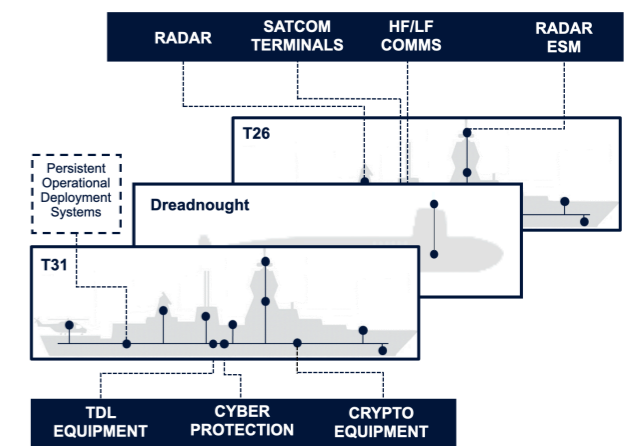 RADAR
SATCOM
TERMINALS
HF/LF
COMMS
RADAR
ESM
T26
Persistent
Operational
Deployment
Systems
Dreadnought
T31
TDL
EQUIPMENT
CYBER
PROTECTION
CRYPTO
EQUIPMENT